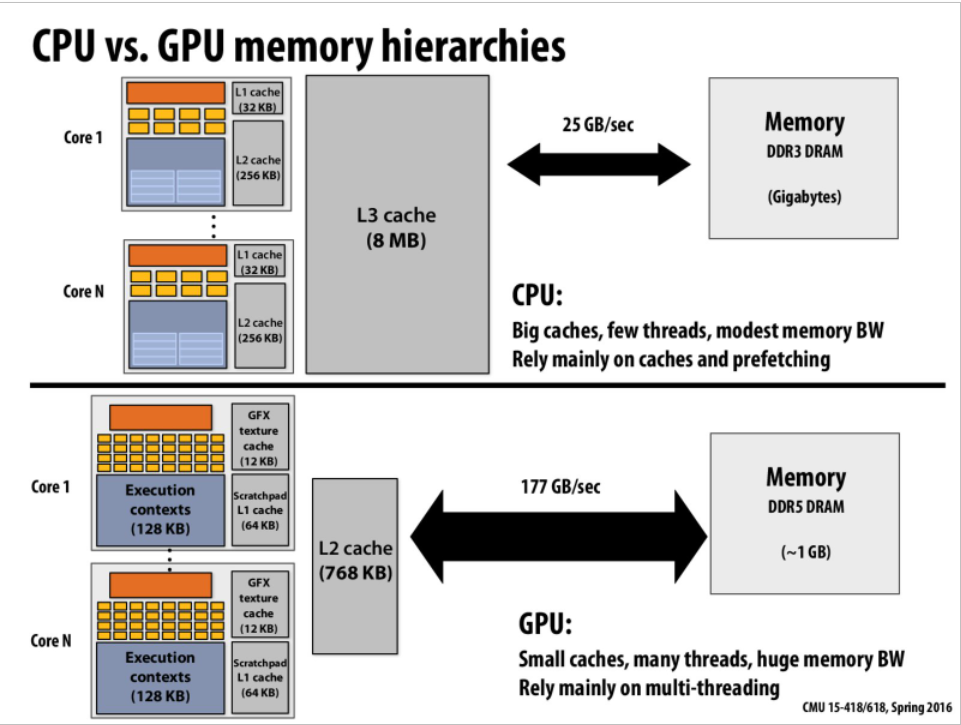 CPU vs. GPU memory hierarchies
Core 1
L1 cache
(32 KB)
L2 cache
(256 KB)
Core N
L1 cache
(32 KB)
L2 cache
(256 KB)
L3 cache
(8 MB)
25 GB/sec
Memory
DDR3 DRAM
(Gigabytes)
CPU:
Big caches, few threads, modest memory BW
Rely mainly on caches and prefetching
Core 1
Execution
contexts
(128 KB)
GFX
texture
cache
(12 KB)
Scratchpad
L1 cache
(64 KB)
Core N
Execution
contexts
(128 KB)
GFX
texture
cache
(12 KB)
Scratchpad
L1 cache
(64 KB)
L2 cache
(768 KB)
177 GB/sec
Memory
DDR5 DRAM
(~1 GB)
GPU:
Small caches, many threads, huge memory BW
Rely mainly on multi-threading
CMU 15-418/618, Spring 2016